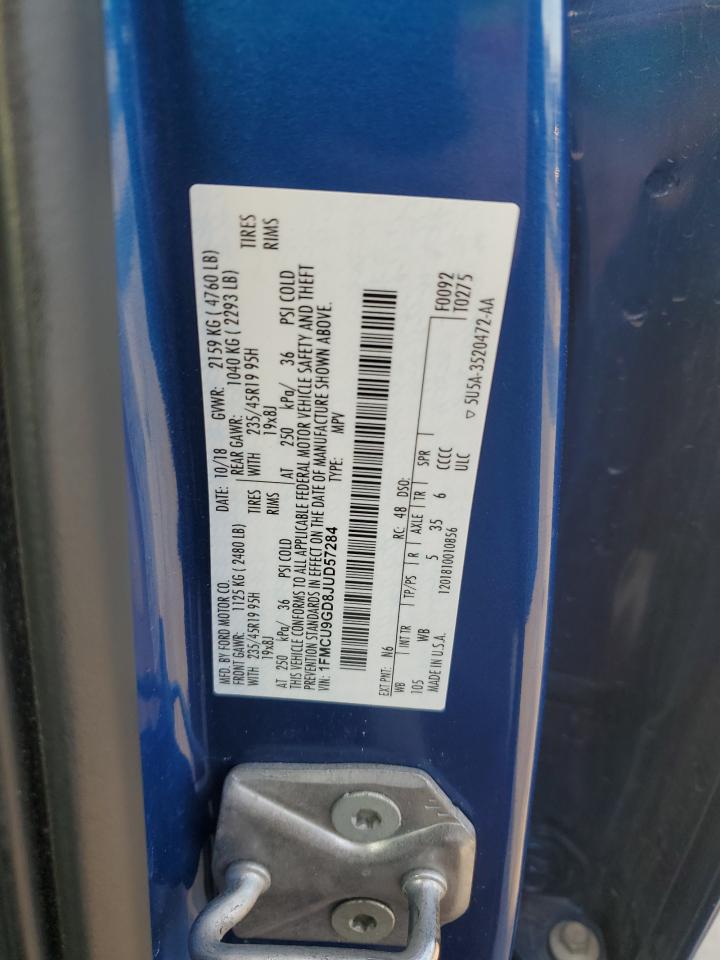 MFD. BY FORD MOTOR CO.
DATE: 10/18 GVWR: 2159 KG ( 4760 LB)
FRONT GAWR: 1125 KG ( 2480 LB) REAR GAWR: 1040 KG ( 2293 LB)
WITH 235/45R19 95H TIRES WITH 235/45R19 95H TIRES
19x8J RIMS 19x8J RIMS
AT 250 kPa/ 36 PSI COLD AT 250 kPa/ 36 PSI COLD
THIS VEHICLE CONFORMS TO ALL APPLICABLE FEDERAL MOTOR VEHICLE SAFETY AND THEFT
PREVENTION STANDARDS IN EFFECT ON THE DATE OF MANUFACTURE SHOWN ABOVE.
VIN: 1FMCU9GD8JUD57284 TYPE: MPV
EXT PNT: N6 RC: 48 DSO: F0092
WB INT TR TP/PS R AXLE TR SPR T0275
105 WB 5 35 6 CCCC
MADE IN U.S.A. 1201810010856 ULC
▽ 5U5A-3520472-AA